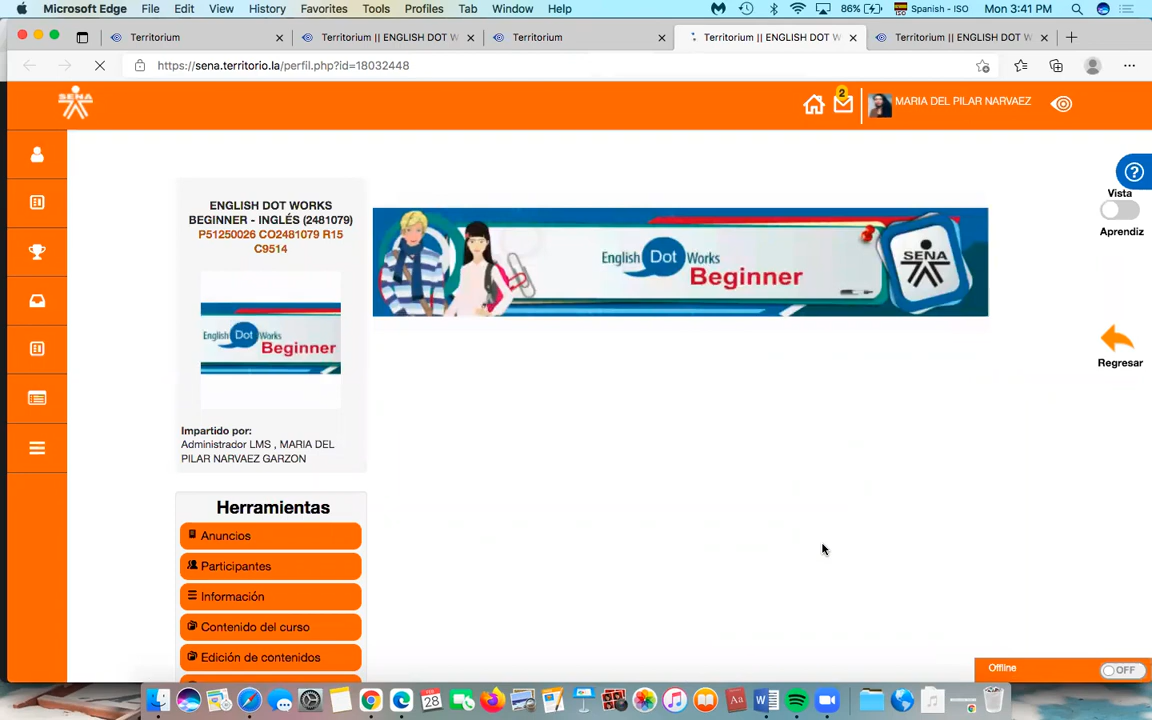 Microsoft Edge File Edit View History Favorites Tools Profiles Tab Window Help 86% Spanish - ISO Mon 3:41 PM
Territorium Territorium || ENGLISH DOT W Territorium Territorium || ENGLISH DOT W Territorium || ENGLISH DOT W
https://sena.territorio.la/perfil.php?id=18032448
SENA
2
MARIA DEL PILAR NARVAEZ
Vista
Aprendiz
Regresar
ENGLISH DOT WORKS
BEGINNER - INGLÉS (2481079)
P51250026 CO2481079 R15
C9514
English Dot Works
Beginner
Impartido por:
Administrador LMS , MARIA DEL
PILAR NARVAEZ GARZON
English Dot Works
Beginner
SENA
Herramientas
Anuncios
Participantes
Información
Contenido del curso
Edición de contenidos
Offline
OFF
FEB
28